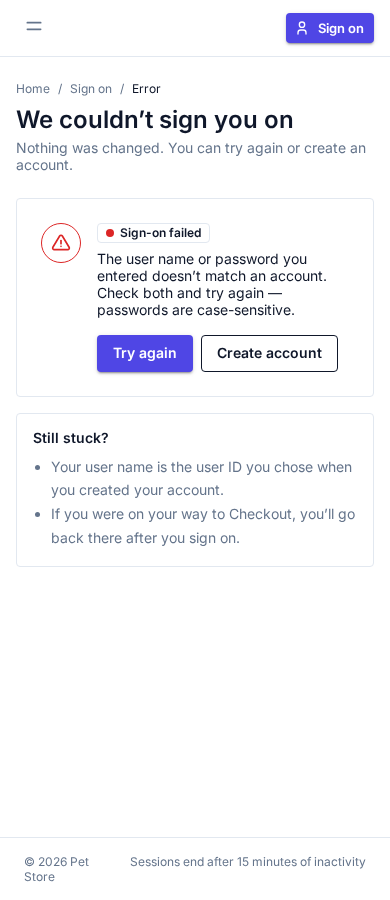 Sign on
Home / Sign on / Error
We couldn’t sign you on
Nothing was changed. You can try again or create an
account.
Sign-on failed
The user name or password you
entered doesn’t match an account.
Check both and try again —
passwords are case-sensitive.
Try again
Create account
Still stuck?
• Your user name is the user ID you chose when
you created your account.
• If you were on your way to Checkout, you’ll go
back there after you sign on.
© 2026 Pet
Store
Sessions end after 15 minutes of inactivity